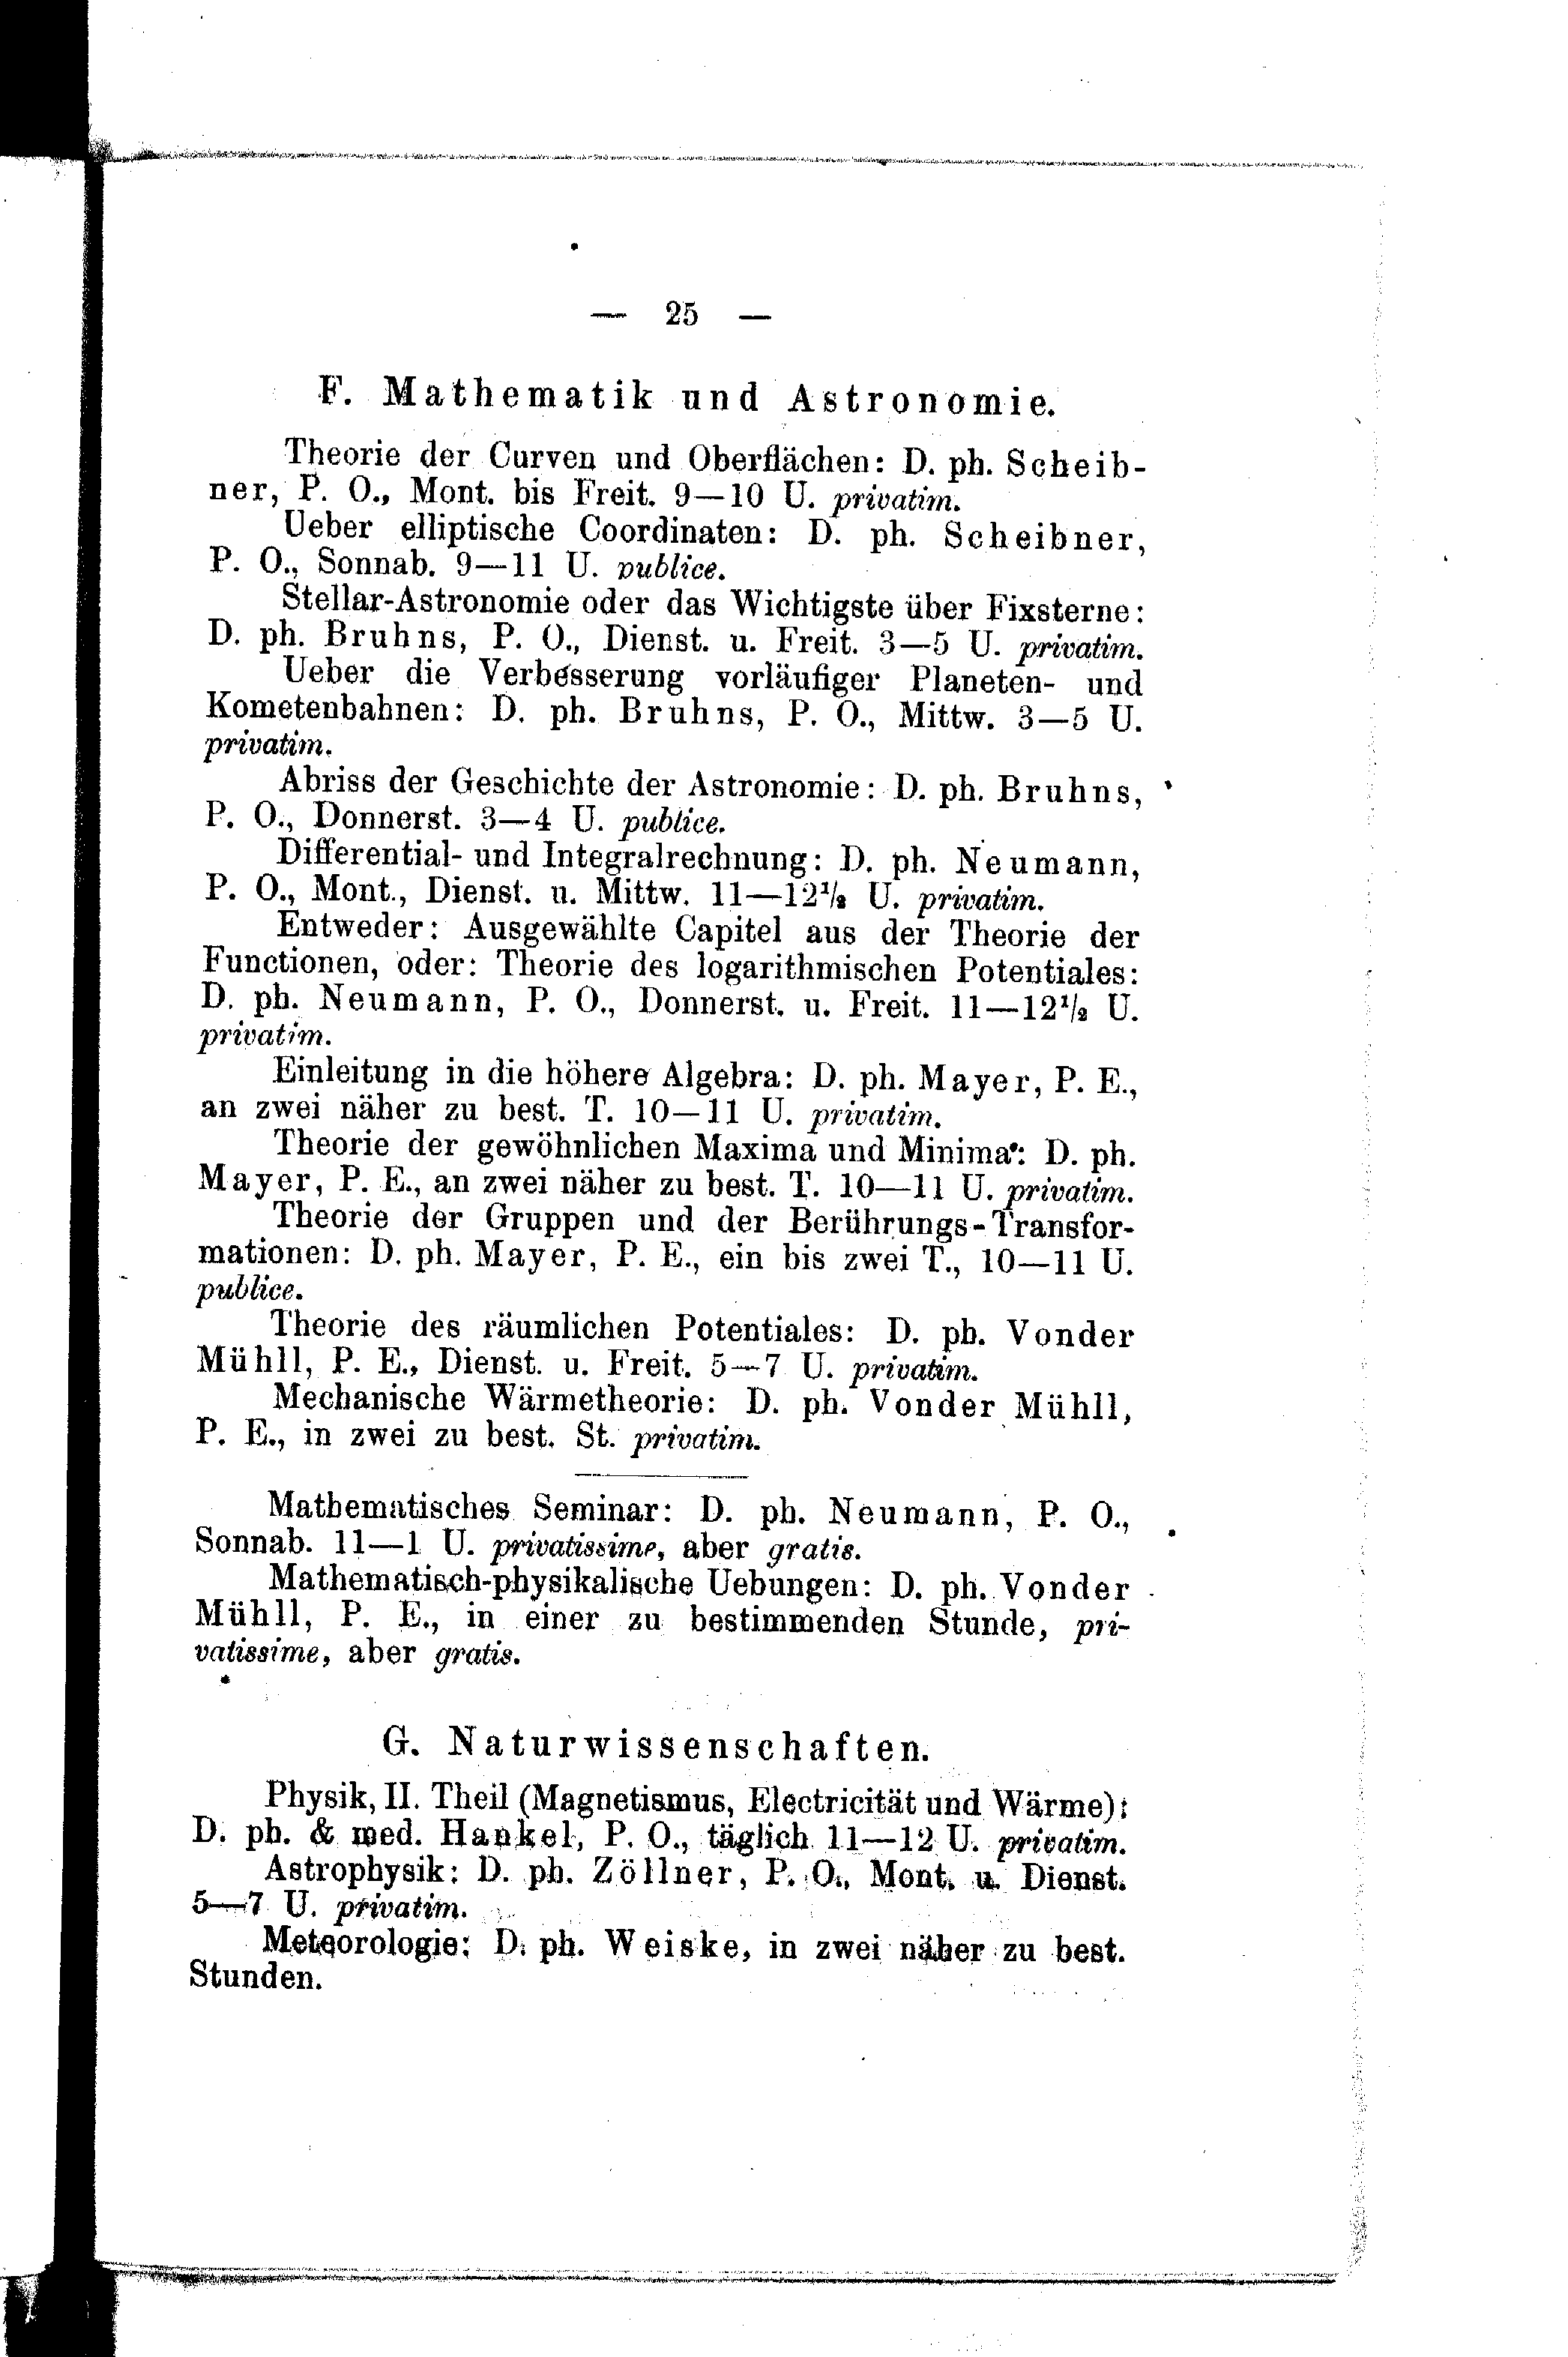 — 25 —
F. Mathematik und Astronomie.
Theorie der Curven und Oberflächen: D. ph. Scheib-
ner, P. O., Mont. bis Freit. 9—10 U. privatim.
Ueber elliptische Coordinaten: D. ph. Scheibner,
P. O., Sonnab. 9—11 U. publice.
Stellar-Astronomie oder das Wichtigste über Fixsterne:
D. ph. Bruhns, P. O., Dienst. u. Freit. 3—5 U. privatim.
Ueber die Verbesserung vorläufiger Planeten- und
Kometenbahnen: D. ph. Bruhns, P. O., Mittw. 3—5 U.
privatim.
Abriss der Geschichte der Astronomie: D. ph. Bruhns,
P. O., Donnerst. 3—4 U. publice.
Differential- und Integralrechnung: D. ph. Neumann,
P. O., Mont., Dienst. u. Mittw. 11—12½ U. privatim.
Entweder: Ausgewählte Capitel aus der Theorie der
Functionen, oder: Theorie des logarithmischen Potentiales:
D. ph. Neumann, P. O., Donnerst. u. Freit. 11—12½ U.
privatim.
Einleitung in die höhere Algebra: D. ph. Mayer, P. E.,
an zwei näher zu best. T. 10—11 U. privatim.
Theorie der gewöhnlichen Maxima und Minima: D. ph.
Mayer, P. E., an zwei näher zu best. T. 10—11 U. privatim.
Theorie der Gruppen und der Berührungs-Transfor-
mationen: D. ph. Mayer, P. E., ein bis zwei T., 10—11 U.
publice.
Theorie des räumlichen Potentiales: D. ph. Vonder
Mühll, P. E., Dienst. u. Freit. 5—7 U. privatim.
Mechanische Wärmetheorie: D. ph. Vonder Mühll,
P. E., in zwei zu best. St. privatim.
Mathematisches Seminar: D. ph. Neumann, P. O.,
Sonnab. 11—1 U. privatissime, aber gratis.
Mathematisch-physikalische Uebungen: D. ph. Vonder
Mühll, P. E., in einer zu bestimmenden Stunde, pri-
vatissime, aber gratis.
G. Naturwissenschaften.
Physik, II. Theil (Magnetismus, Electricität und Wärme):
D. ph. & med. Hankel, P. O., täglich 11—12 U. privatim.
Astrophysik: D. ph. Zöllner, P. O., Mont. u. Dienst.
5—7 U. privatim.
Meteorologie: D. ph. Weiske, in zwei näher zu best.
Stunden.